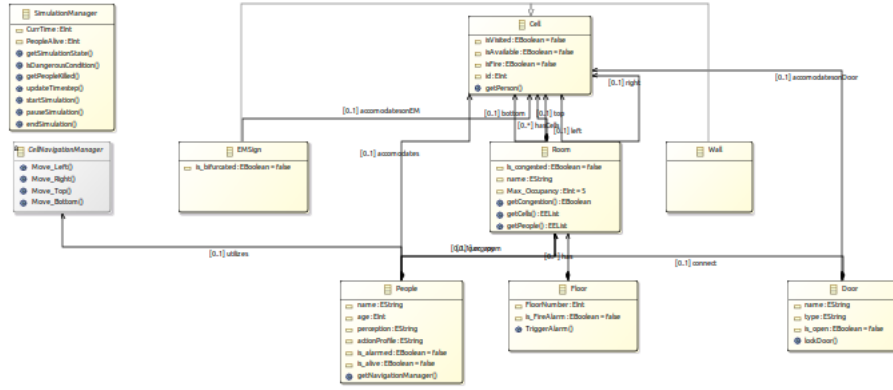 SimulationManager
CurrTime : EInt
PeopleAlive : EInt
getSimulationState()
isDangerousCondition()
getPeopleKilled()
updateTimestep()
startSimulation()
pauseSimulation()
endSimulation()
Cell
isVisited : EBoolean = false
isAvailable : EBoolean = false
isFire : EBoolean = false
id : EInt
getPerson()
[0..1] right
[0..1] accomodatesonDoor
[0..1] accomodatesonEM
[0..1] bottom
[0..1] top
[0..*] hasCells
[0..1] left
[0..1] accomodates
CellNavigationManager
Move_Left()
Move_Right()
Move_Top()
Move_Bottom()
EMSign
is_bifurcated : EBoolean = false
Room
is_congested : EBoolean = false
name : EString
Max_Occupancy : EInt = 5
getCongestion() : EBoolean
getCells() : EEList
getPeople() : EEList
Wall
[0..1] utilizes
[0..*] has
[0..1] connect
People
name : EString
age : EInt
perception : EString
actionProfile : EString
is_alarmed : EBoolean = false
is_alive : EBoolean = false
getNavigationManager()
Floor
FloorNumber : EInt
is_FireAlarm : EBoolean = false
TriggerAlarm()
Door
name : EString
type : EString
is_open : EBoolean = false
lockDoor()